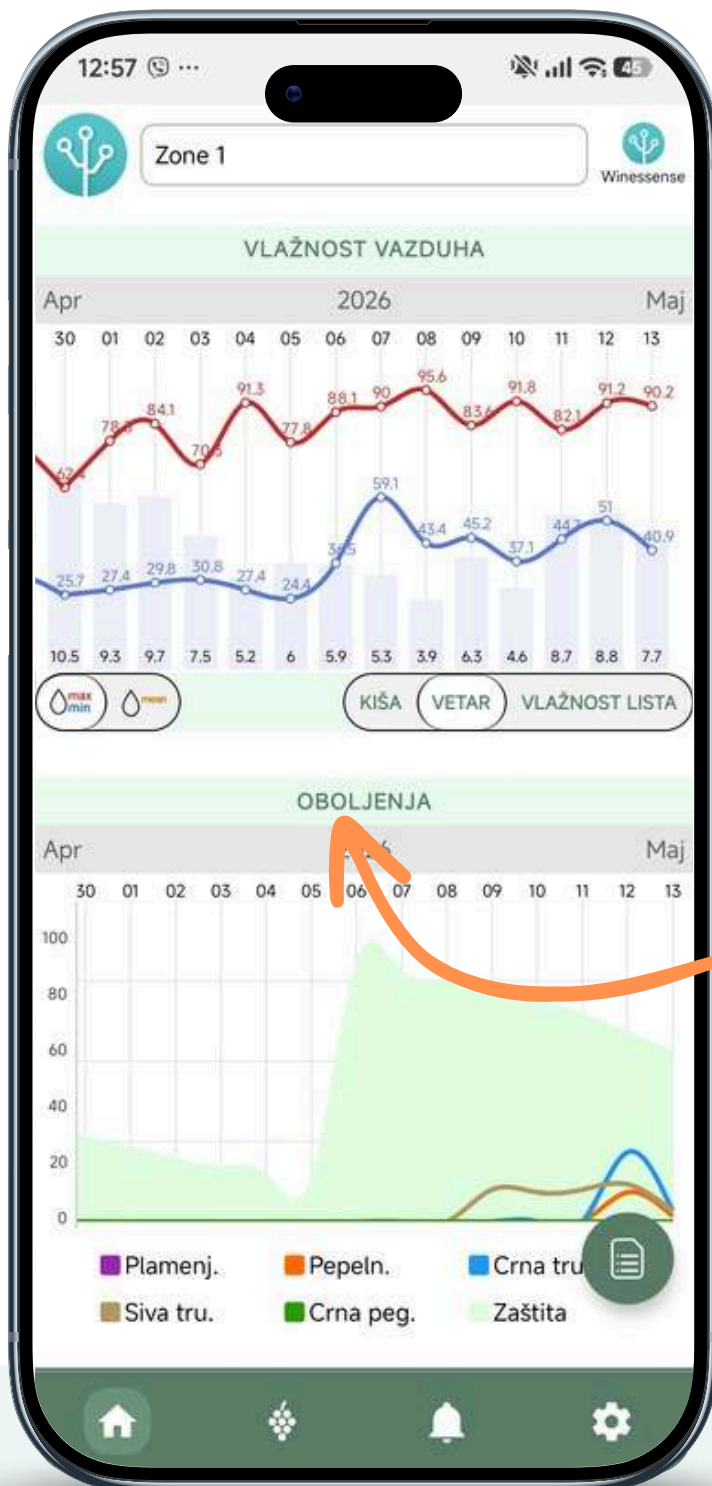 12:57 ... 45
Zone 1
Winessense
VLAŽNOST VAZDUHA
Apr 2026 Maj
30 01 02 03 04 05 06 07 08 09 10 11 12 13
84.1 91.3 77.8 88.1 90 95.6 91.8 82.1 91.2 90.2
59.1 43.4 45.2 37.1 51 40.9
25.7 27.4 29.8 30.8 27.4 24.4
10.5 9.3 9.7 7.5 5.2 6 5.9 5.3 3.9 6.3 4.6 8.7 8.8 7.7
max min mean KIŠA VETAR VLAŽNOST LISTA
OBOLJENJA
Apr Maj
30 01 02 03 04 05 06 07 08 09 10 11 12 13
100
80
60
40
20
0
Plamenj. Pepeln. Crna tru
Siva tru. Crna peg. Zaštita